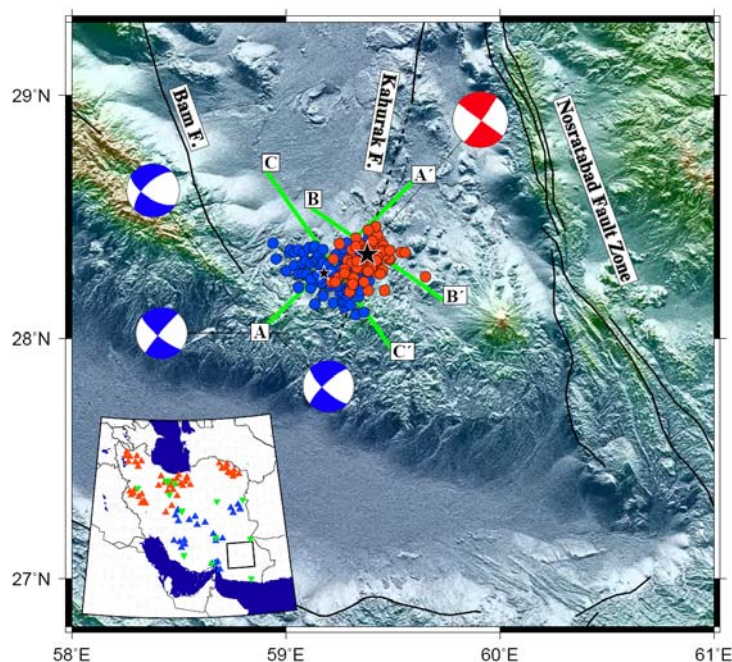 29°N
28°N
27°N
58°E
59°E
60°E
61°E
Bam F.
Kahurak F.
Nosratabad Fault Zone
C
B
A´
A
B´
C´